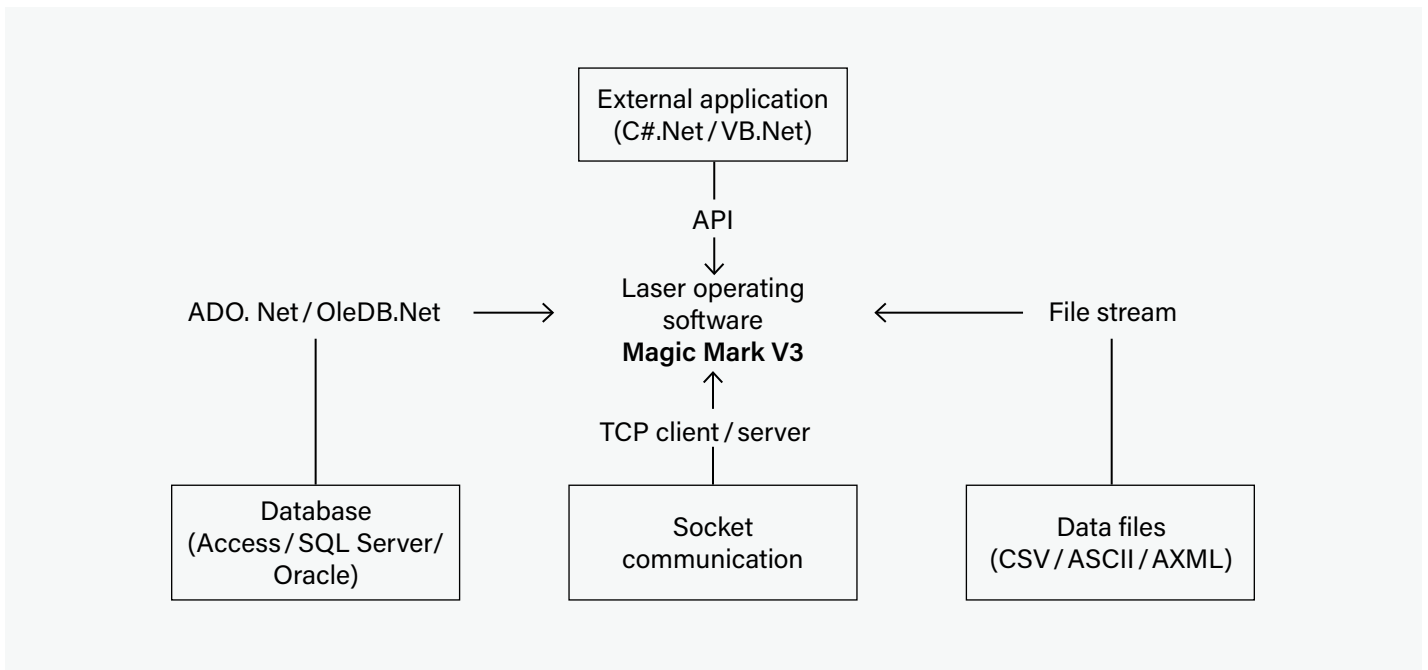 External application
(C#.Net / VB.Net)
API
Laser operating
software
Magic Mark V3
ADO. Net / OleDB.Net
File stream
TCP client / server
Database
(Access / SQL Server/
Oracle)
Socket
communication
Data files
(CSV / ASCII / AXML)